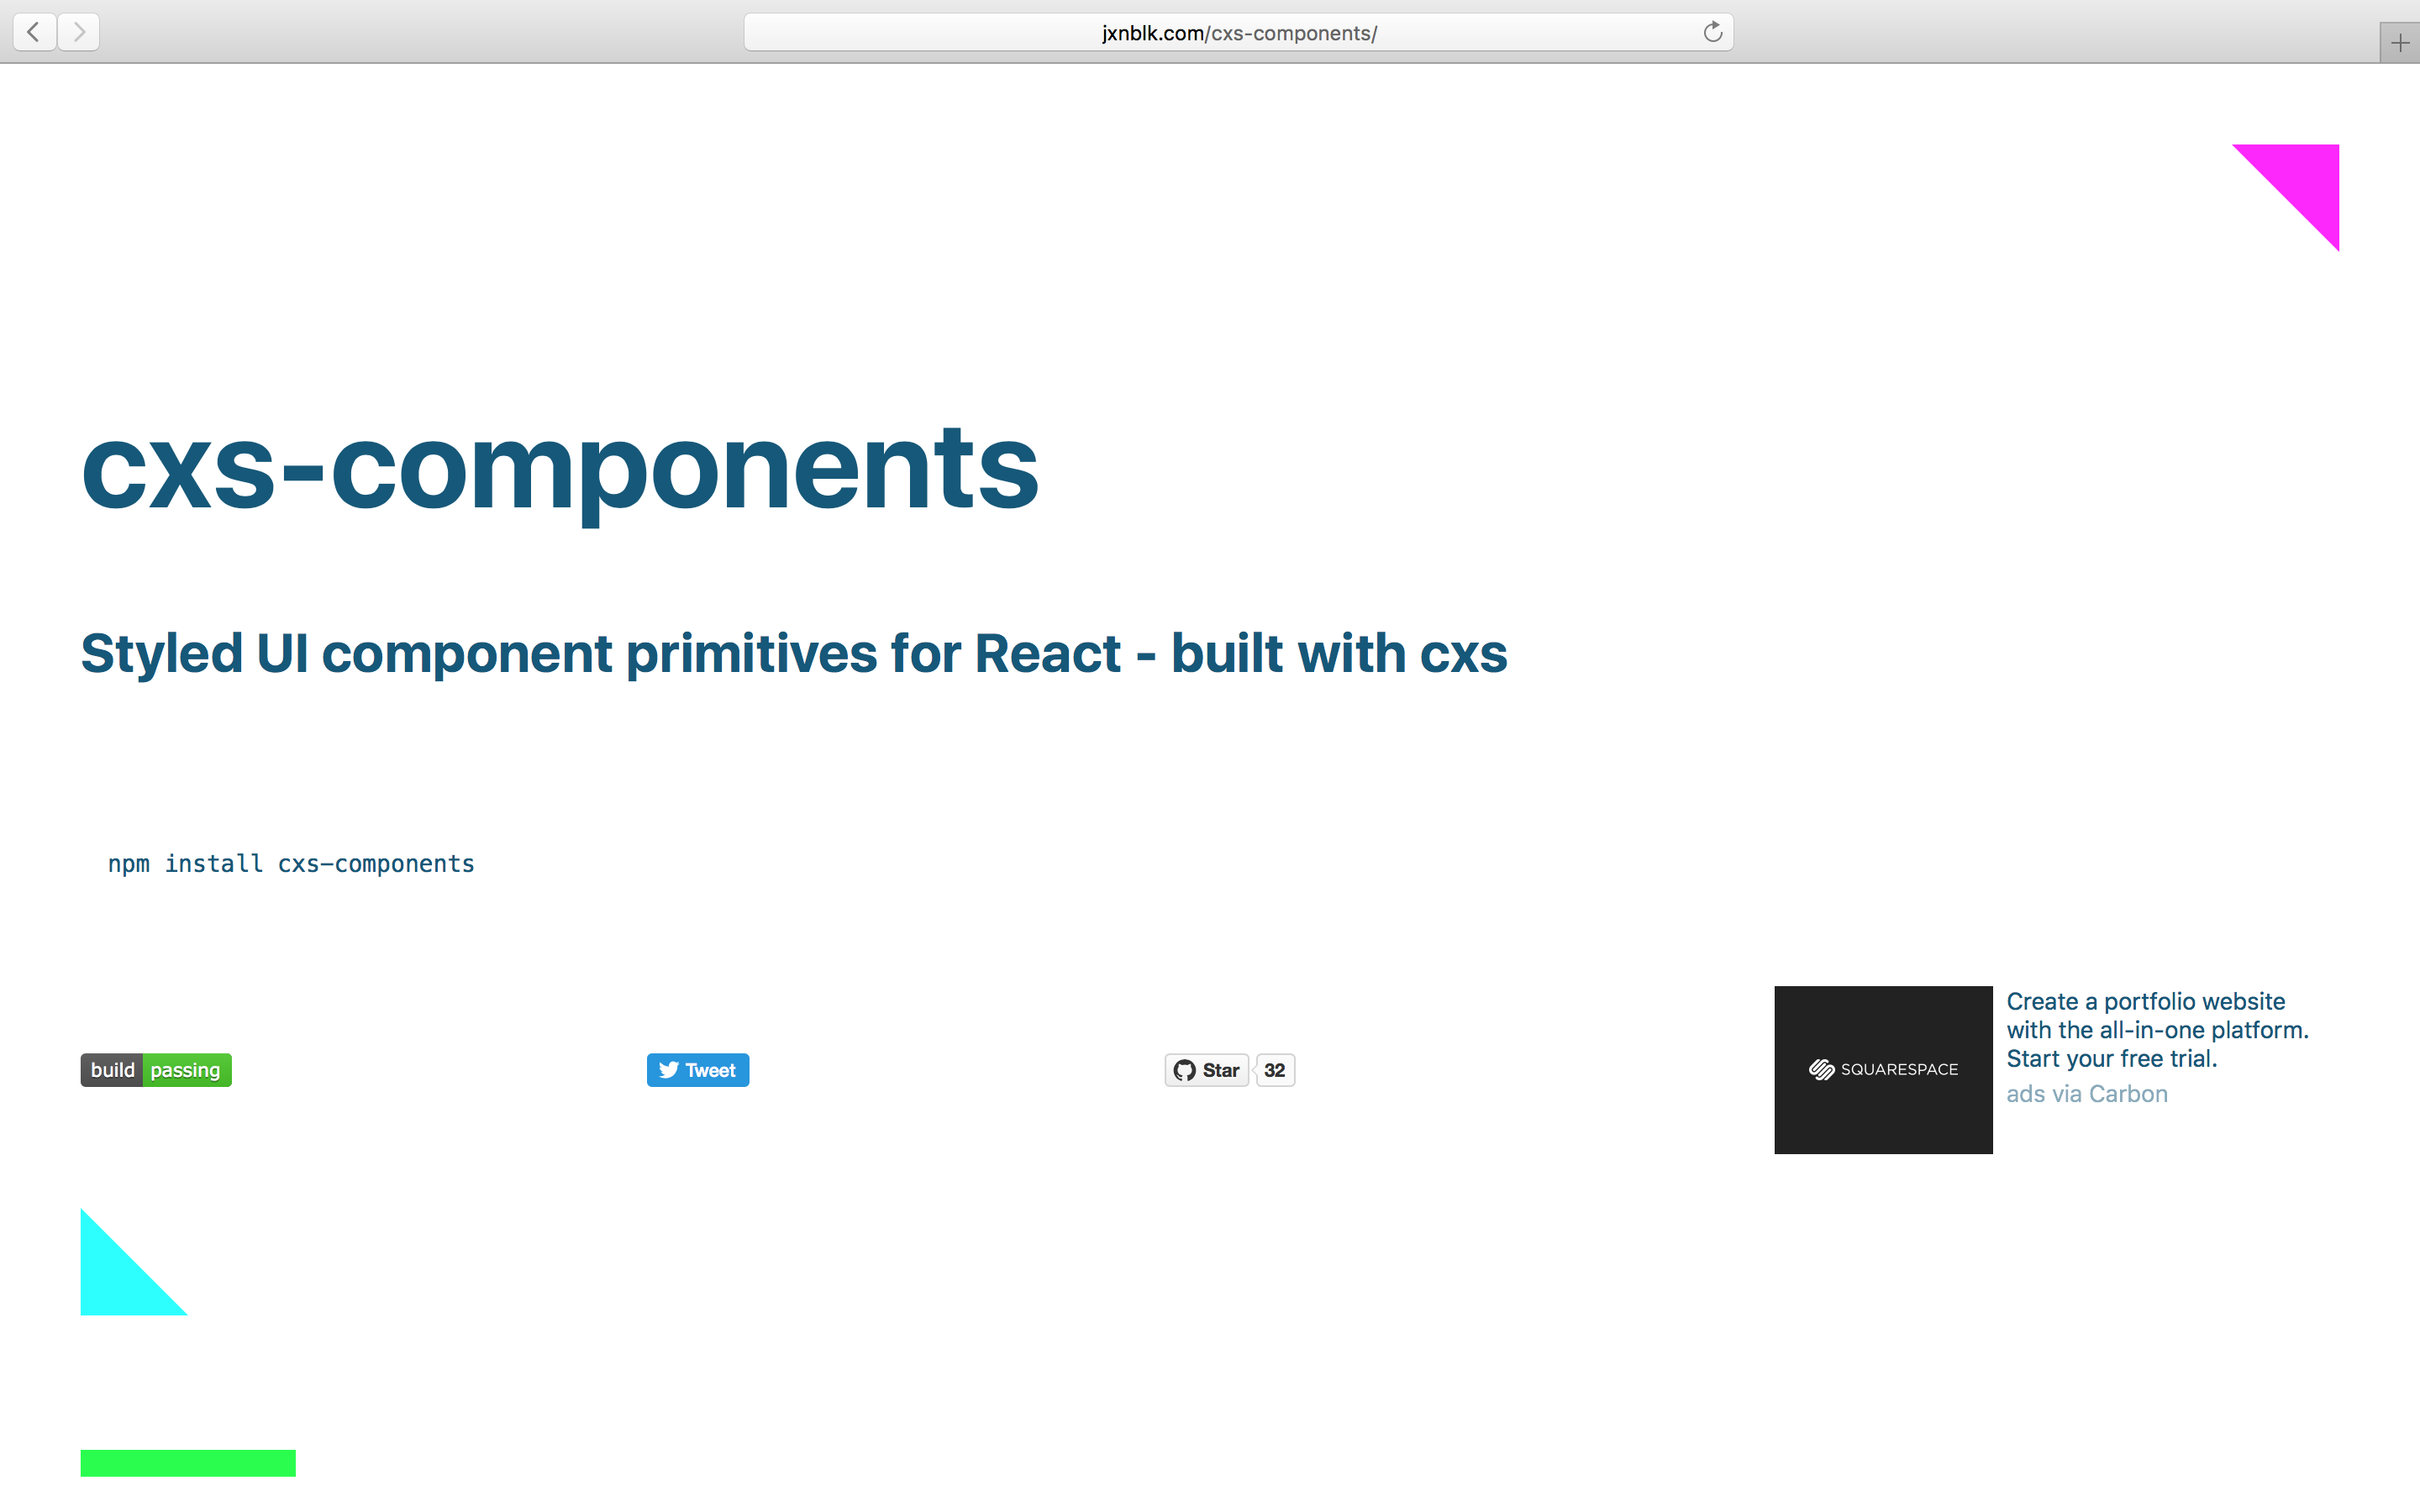 jxnblk.com/cxs-components/
cxs-components
Styled UI component primitives for React - built with cxs
npm install cxs-components
build passing
Tweet
Star 32
SQUARESPACE
Create a portfolio website
with the all-in-one platform.
Start your free trial.
ads via Carbon